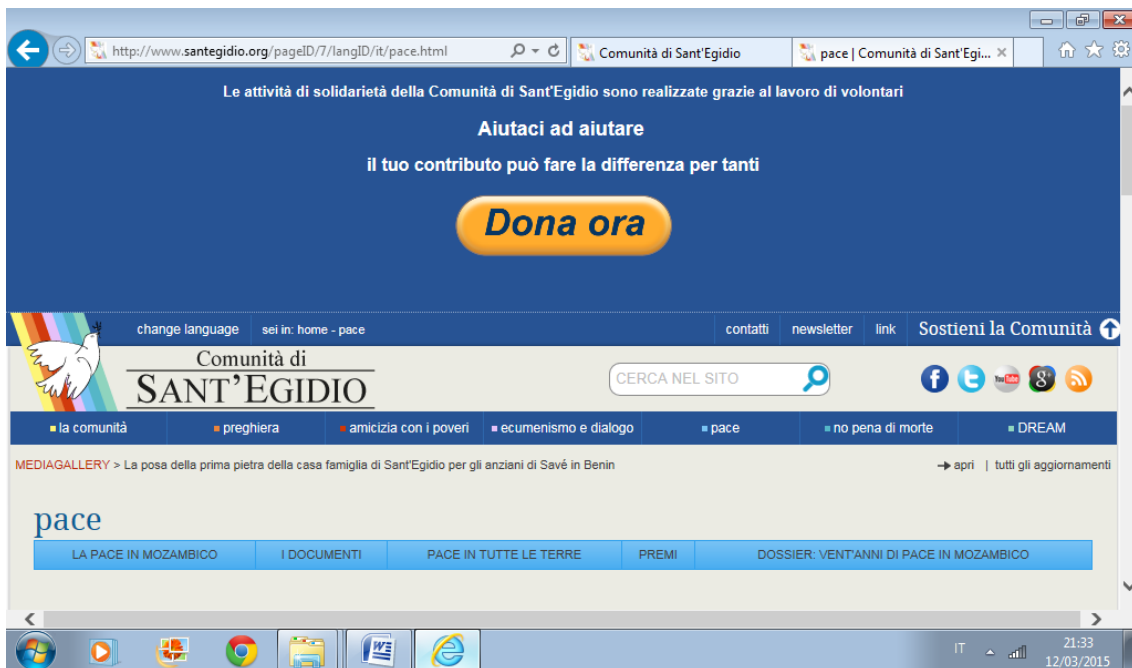 http://www.santegidio.org/pageID/7/langID/it/pace.html
Comunità di Sant'Egidio
pace | Comunità di Sant'Egi...
Le attività di solidarietà della Comunità di Sant'Egidio sono realizzate grazie al lavoro di volontari
Aiutaci ad aiutare
il tuo contributo può fare la differenza per tanti
Dona ora
change language sei in: home - pace contatti newsletter link Sostieni la Comunità
Comunità di
SANT'EGIDIO
CERCA NEL SITO
la comunità preghiera amicizia con i poveri ecumenismo e dialogo pace no pena di morte DREAM
MEDIAGALLERY > La posa della prima pietra della casa famiglia di Sant'Egidio per gli anziani di Savé in Benin apri | tutti gli aggiornamenti
pace
LA PACE IN MOZAMBICO I DOCUMENTI PACE IN TUTTE LE TERRE PREMI DOSSIER: VENT'ANNI DI PACE IN MOZAMBICO
IT 21:33
12/03/2015